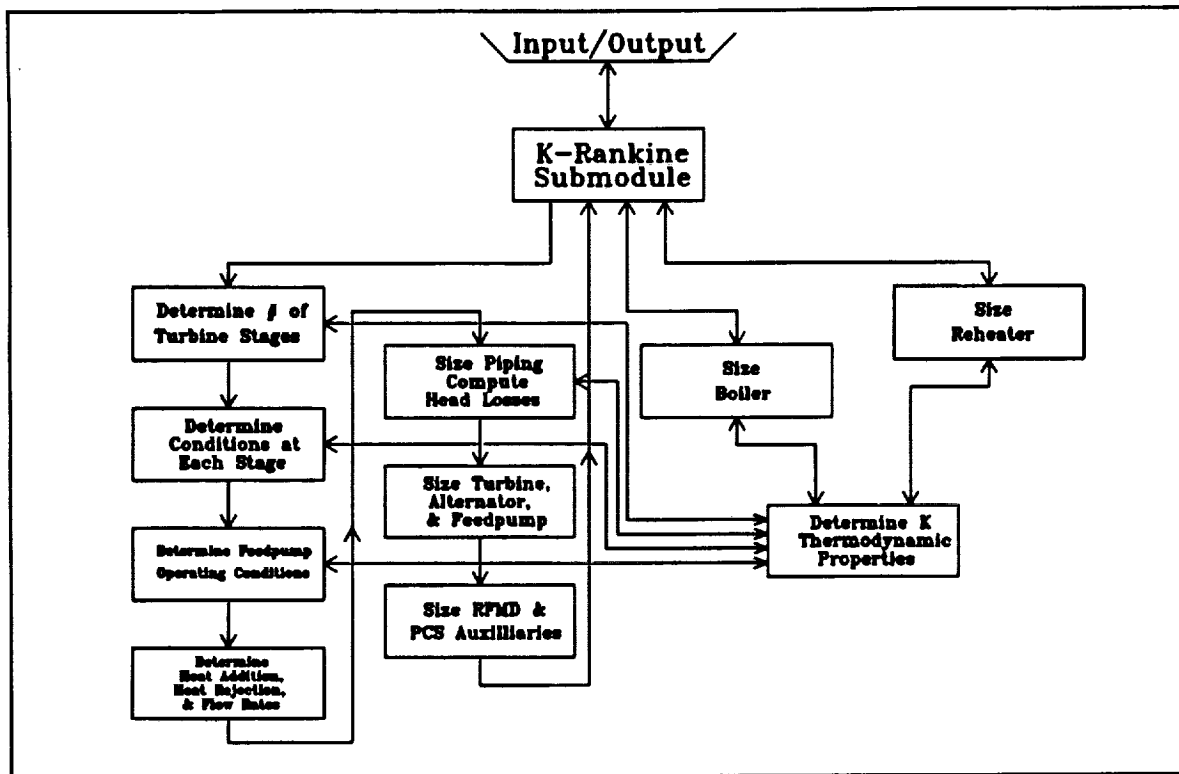 Input/Output
K-Rankine
Submodule
Determine # of
Turbine Stages
Size
Reheater
Size Piping
Compute
Head Losses
Size
Boiler
Determine
Conditions at
Each Stage
Size Turbine,
Alternator,
& Feedpump
Determine K
Thermodynamic
Properties
Determine Feedpump
Operating Conditions
Size RFMD &
PCS Auxilliaries
Determine
Heat Addition,
Heat Rejection,
& Flow Rates